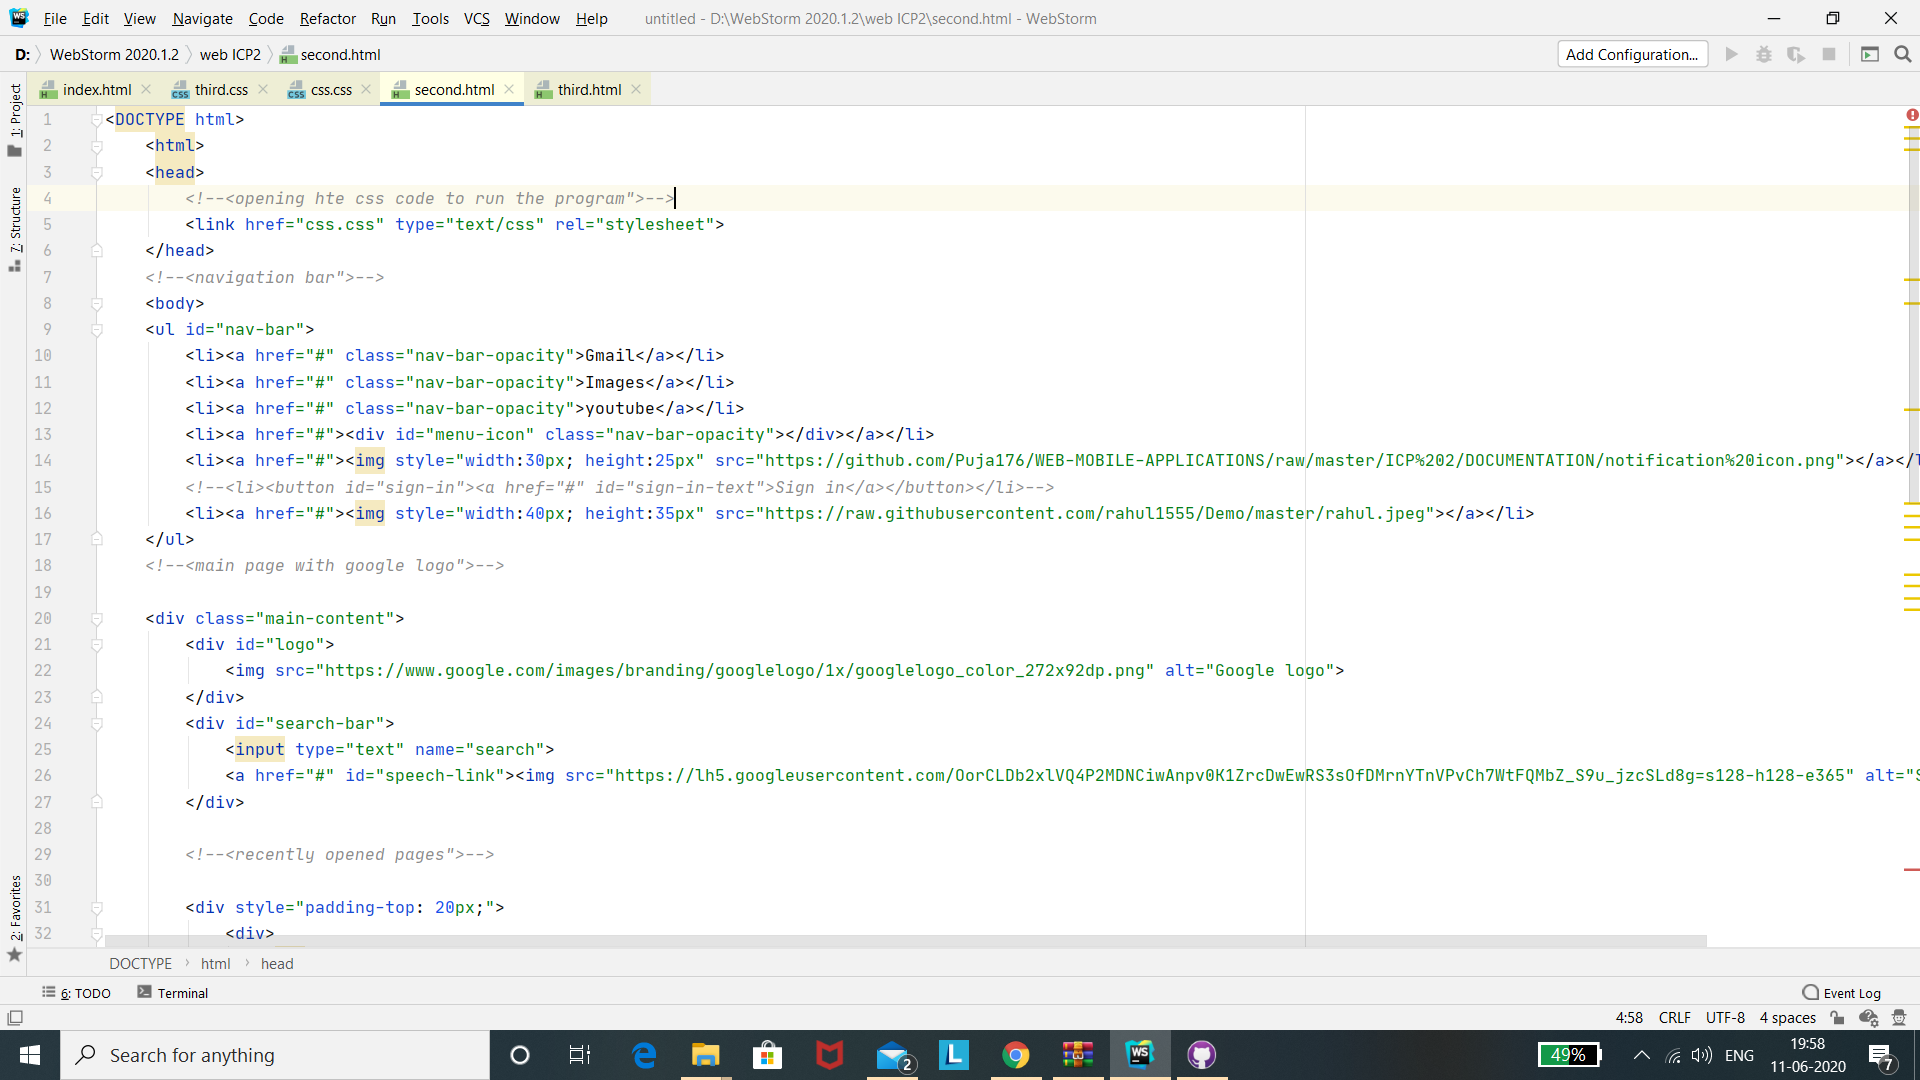 File Edit View Navigate Code Refactor Run Tools VCS Window Help untitled - D:\WebStorm 2020.1.2\web ICP2\second.html - WebStorm
D: WebStorm 2020.1.2 web ICP2 second.html Add Configuration...
index.html third.css css.css second.html third.html
1: Project
7: Structure
2: Favorites
1 <DOCTYPE html>
2 <html>
3 <head>
4 <!--<opening hte css code to run the program">-->
5 <link href="css.css" type="text/css" rel="stylesheet">
6 </head>
7 <!--<navigation bar">-->
8 <body>
9 <ul id="nav-bar">
10 <li><a href="#" class="nav-bar-opacity">Gmail</a></li>
11 <li><a href="#" class="nav-bar-opacity">Images</a></li>
12 <li><a href="#" class="nav-bar-opacity">youtube</a></li>
13 <li><a href="#"><div id="menu-icon" class="nav-bar-opacity"></div></a></li>
14 <li><a href="#"><img style="width:30px; height:25px" src="https://github.com/Puja176/WEB-MOBILE-APPLICATIONS/raw/master/ICP%202/DOCUMENTATION/notification%20icon.png"></a></l
15 <!--<li><button id="sign-in"><a href="#" id="sign-in-text">Sign in</a></button></li>-->
16 <li><a href="#"><img style="width:40px; height:35px" src="https://raw.githubusercontent.com/rahul1555/Demo/master/rahul.jpeg"></a></li>
17 </ul>
18 <!--<main page with google logo">-->
19
20 <div class="main-content">
21 <div id="logo">
22 <img src="https://www.google.com/images/branding/googlelogo/1x/googlelogo_color_272x92dp.png" alt="Google logo">
23 </div>
24 <div id="search-bar">
25 <input type="text" name="search">
26 <a href="#" id="speech-link"><img src="https://lh5.googleusercontent.com/OorCLDb2xlVQ4P2MDNCiwAnpv0K1ZrcDwEwRS3sOfDMrnYTnVPvCh7WtFQMbZ_S9u_jzcSLd8g=s128-h128-e365" alt="S
27 </div>
28
29 <!--<recently opened pages">-->
30
31 <div style="padding-top: 20px;">
32 <div>
DOCTYPE html head
6: TODO Terminal Event Log
4:58 CRLF UTF-8 4 spaces
Search for anything
WS
L
2
49%
ENG
19:58
11-06-2020
7